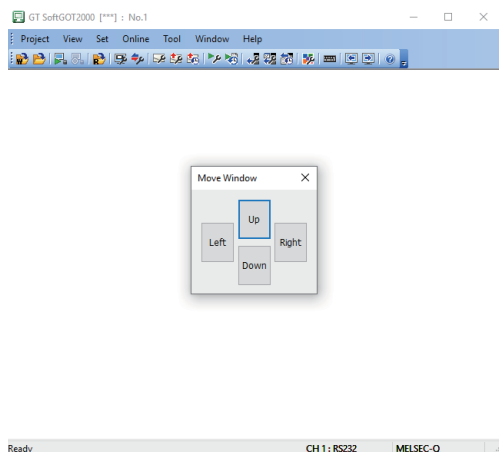 GT SoftGOT2000 [***] : No.1
Project View Set Online Tool Window Help
Move Window
Up
Left Right
Down
Ready CH 1 : RS232 MELSEC-Q